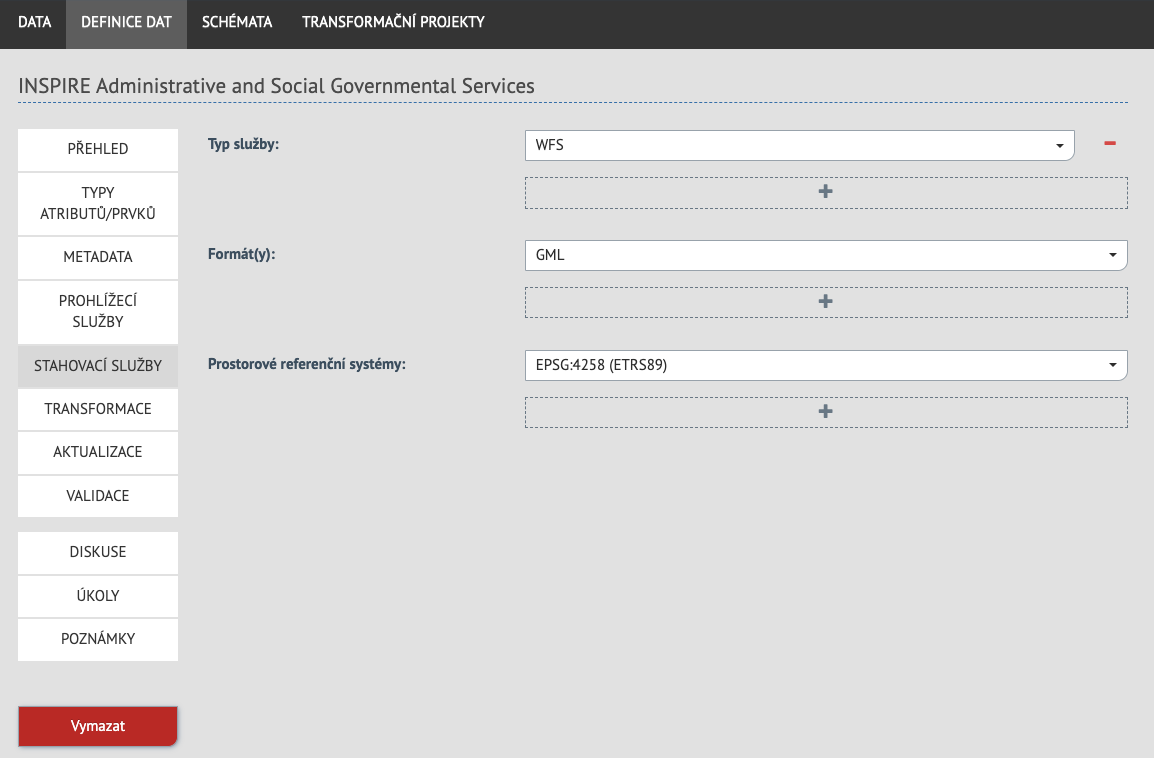 DATA DEFINICE DAT SCHÉMATA TRANSFORMAČNÍ PROJEKTY
INSPIRE Administrative and Social Governmental Services
PŘEHLED
TYPY
ATRIBUTŮ/PRVKŮ
METADATA
PROHLÍŽECÍ
SLUŽBY
STAHOVACÍ SLUŽBY
TRANSFORMACE
AKTUALIZACE
VALIDACE
DISKUSE
ÚKOLY
POZNÁMKY
Vymazat
Typ služby: WFS
Formát(y): GML
Prostorové referenční systémy: EPSG:4258 (ETRS89)